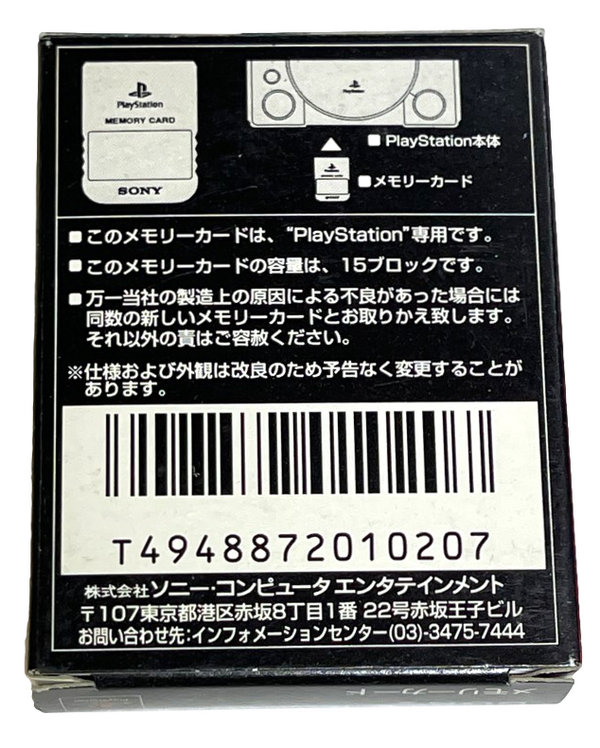 PlayStation
MEMORY CARD
SONY
PlayStation
■PlayStation本体
■メモリーカード
■このメモリーカードは、“PlayStation”専用です。
■このメモリーカードの容量は、15ブロックです。
■万一当社の製造上の原因による不良があった場合には
同数の新しいメモリーカードとお取りかえ致します。
それ以外の責はご容赦ください。
※仕様および外観は改良のため予告なく変更することが
あります。
T4948872010207
株式会社ソニー・コンピュータ エンタテインメント
〒107東京都港区赤坂8丁目1番 22号赤坂王子ビル
お問い合わせ先:インフォメーションセンター(03)-3475-7444
メモリーカード